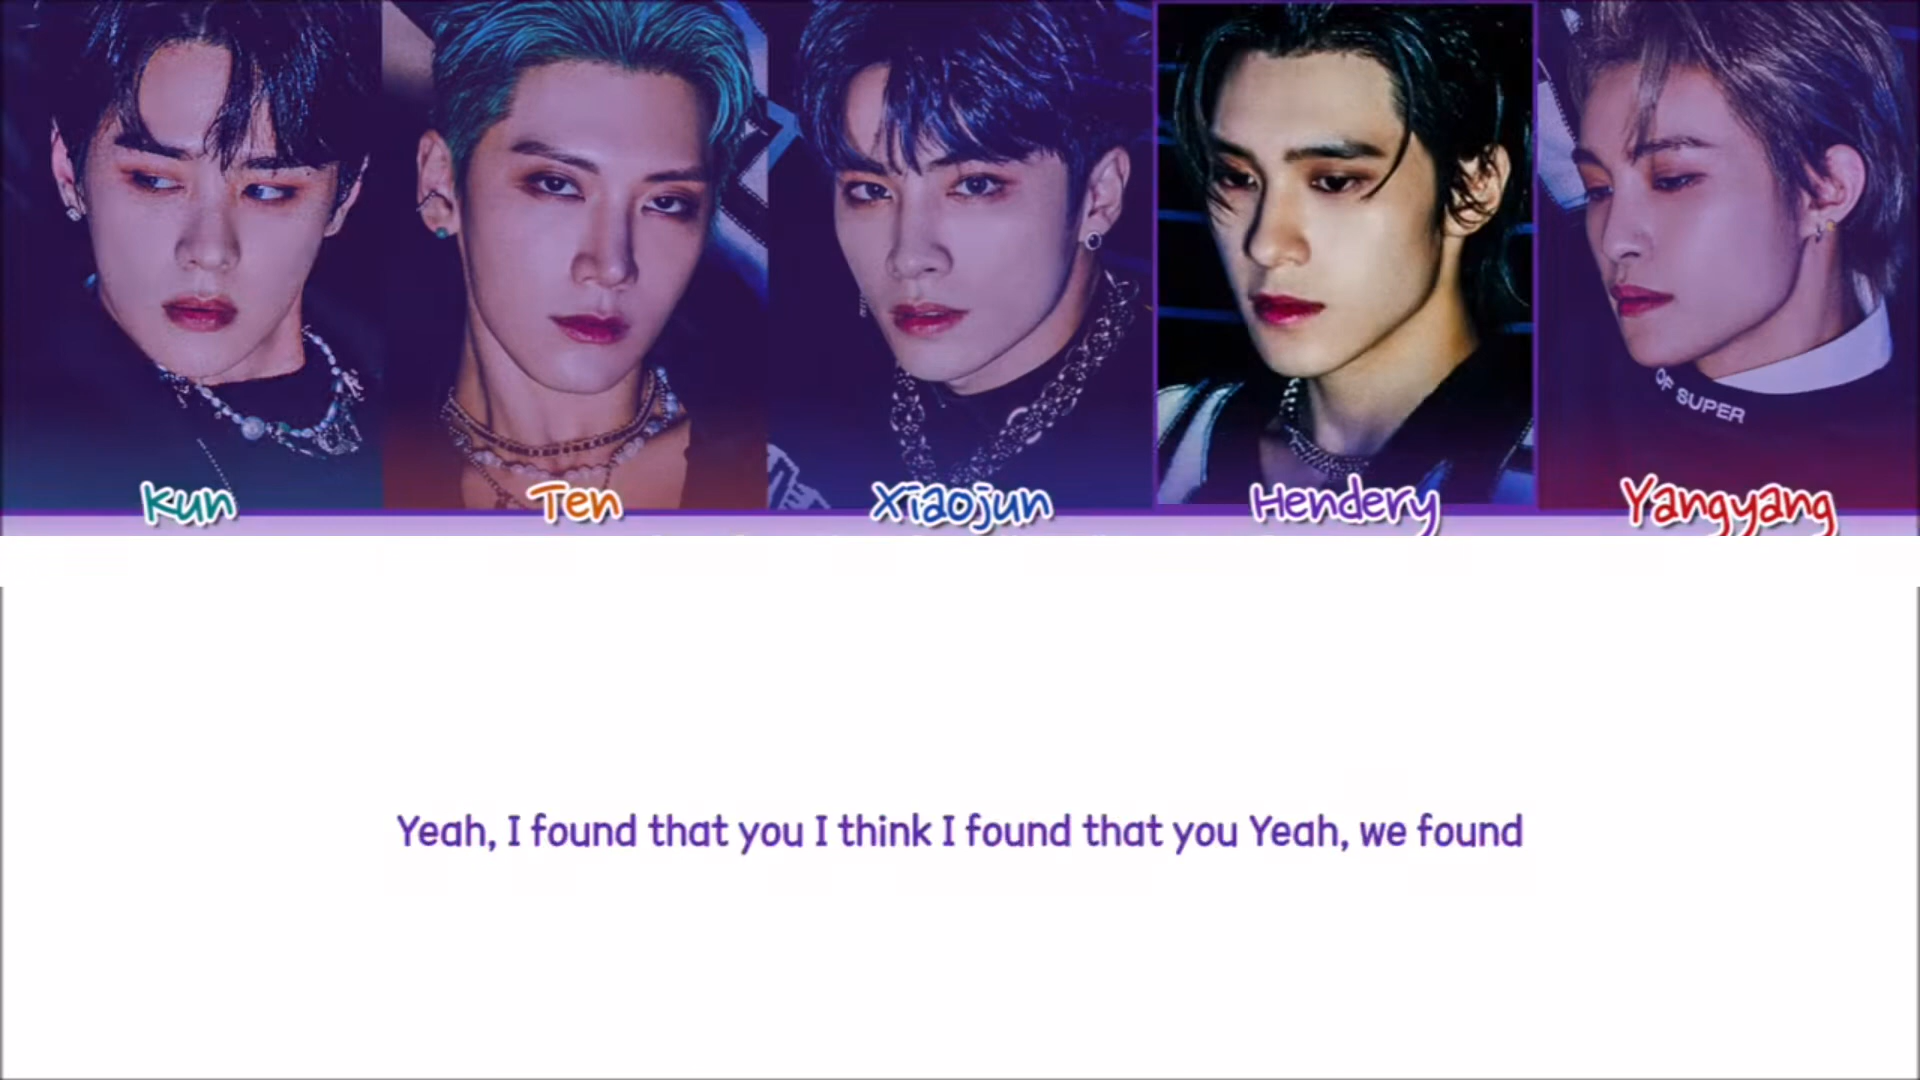 OF SUPER
Kun Ten Xiaojun Hendery Yangyang
Yeah, I found that you I think I found that you Yeah, we found